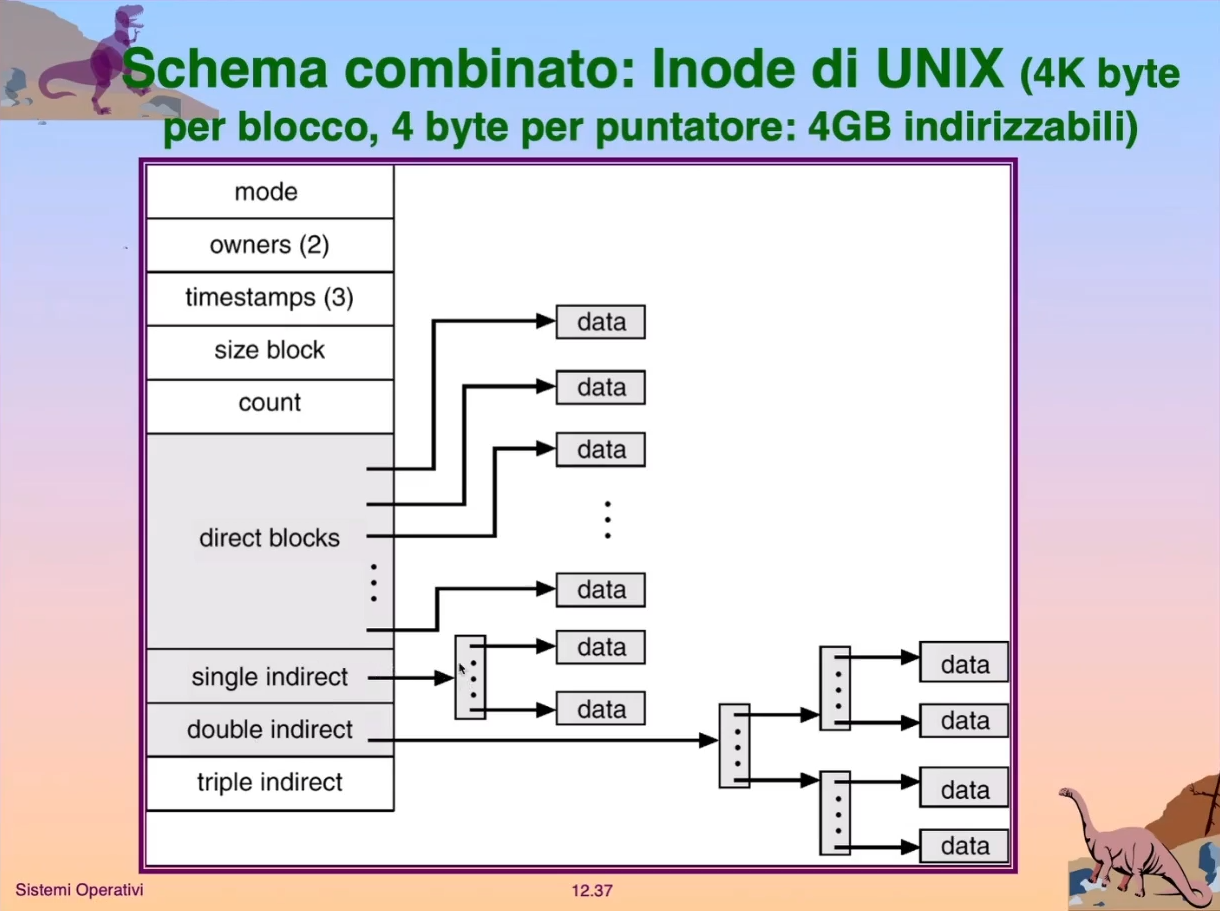 Schema combinato: Inode di UNIX (4K byte
per blocco, 4 byte per puntatore: 4GB indirizzabili)
mode
owners (2)
timestamps (3)
size block
count
direct blocks
single indirect
double indirect
triple indirect
data
data
data
data
data
data
data
data
data
data
Sistemi Operativi
12.37